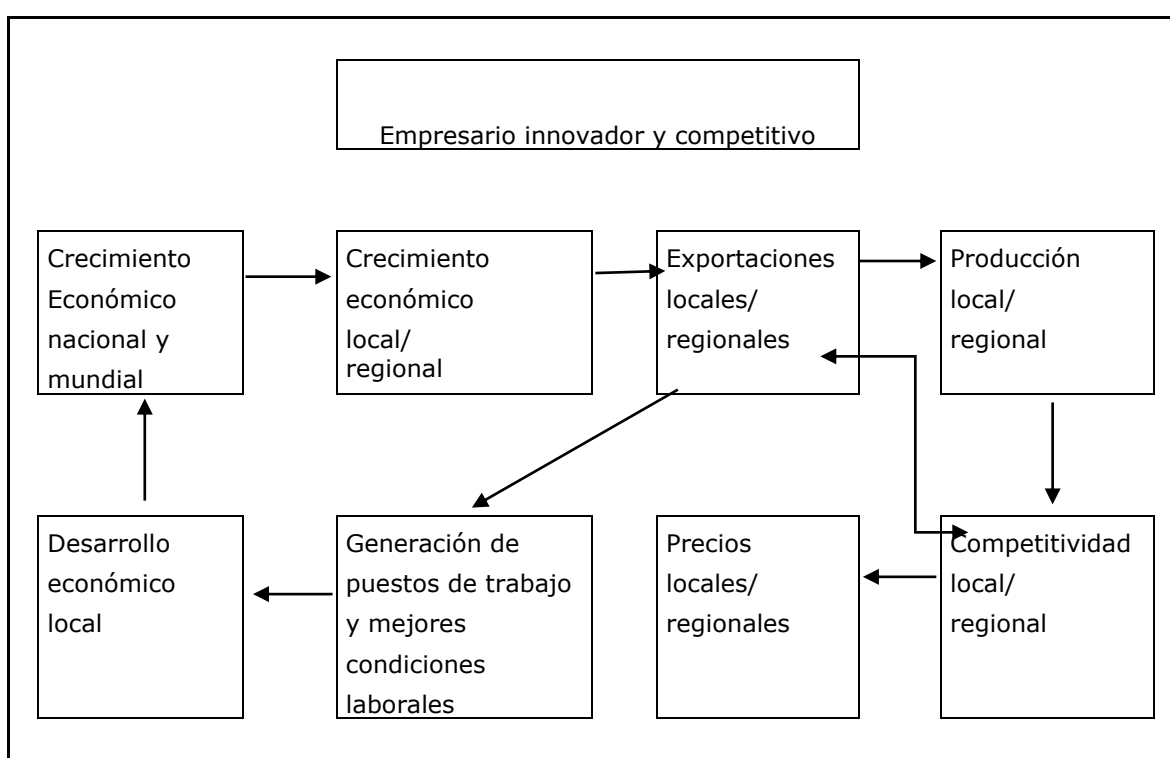 Empresario innovador y competitivo
Crecimiento
Económico
nacional y
mundial
Crecimiento
económico
local/
regional
Exportaciones
locales/
regionales
Producción
local/
regional
Desarrollo
económico
local
Generación de
puestos de trabajo
y mejores
condiciones
laborales
Precios
locales/
regionales
Competitividad
local/
regional